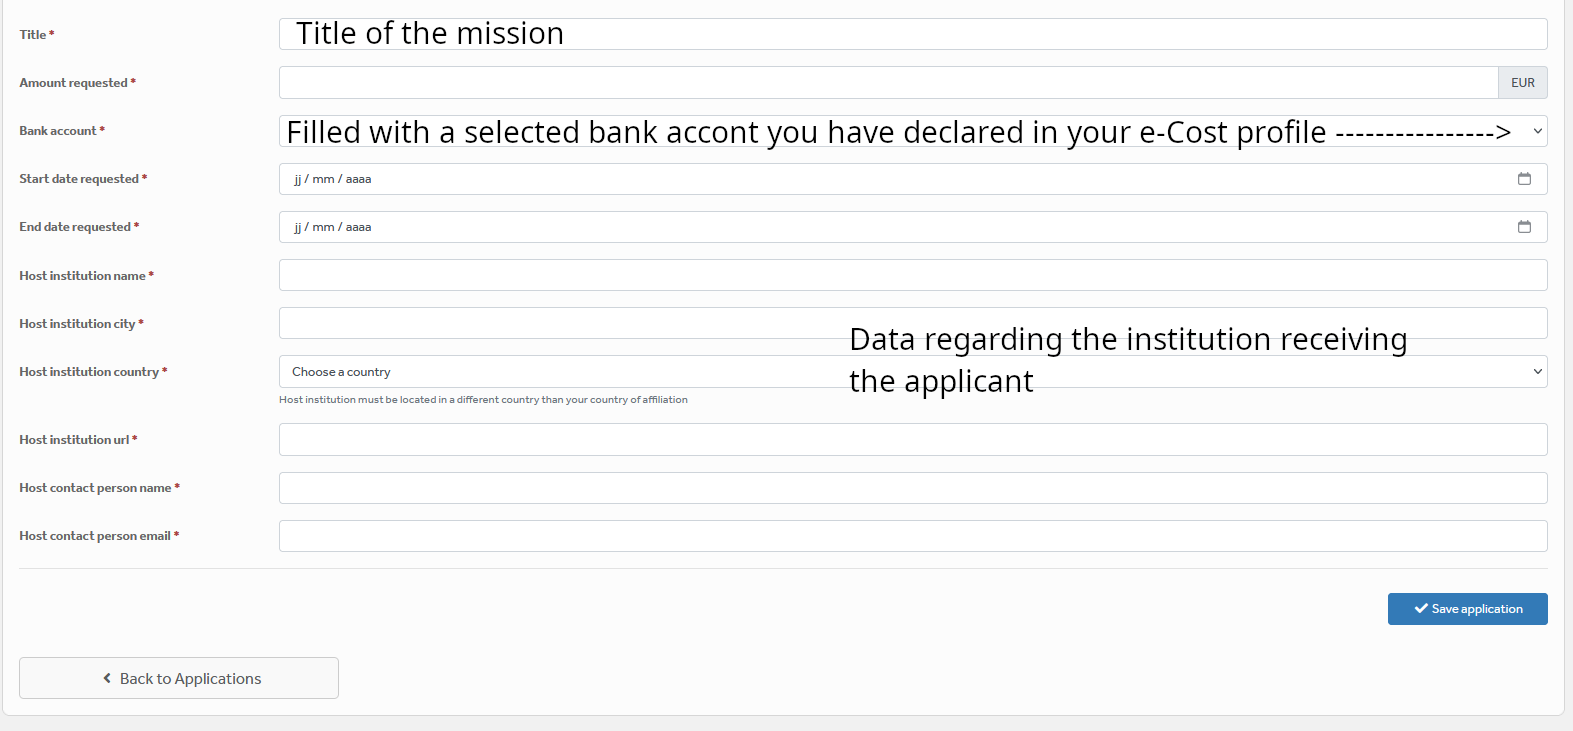 Title *
Title of the mission
Amount requested *
EUR
Bank account *
Filled with a selected bank accont you have declared in your e-Cost profile ---------------->
Start date requested *
jj / mm / aaaa
End date requested *
jj / mm / aaaa
Host institution name *
Host institution city *
Data regarding the institution receiving
the applicant
Host institution country *
Choose a country
Host institution must be located in a different country than your country of affiliation
Host institution url *
Host contact person name *
Host contact person email *
Save application
Back to Applications